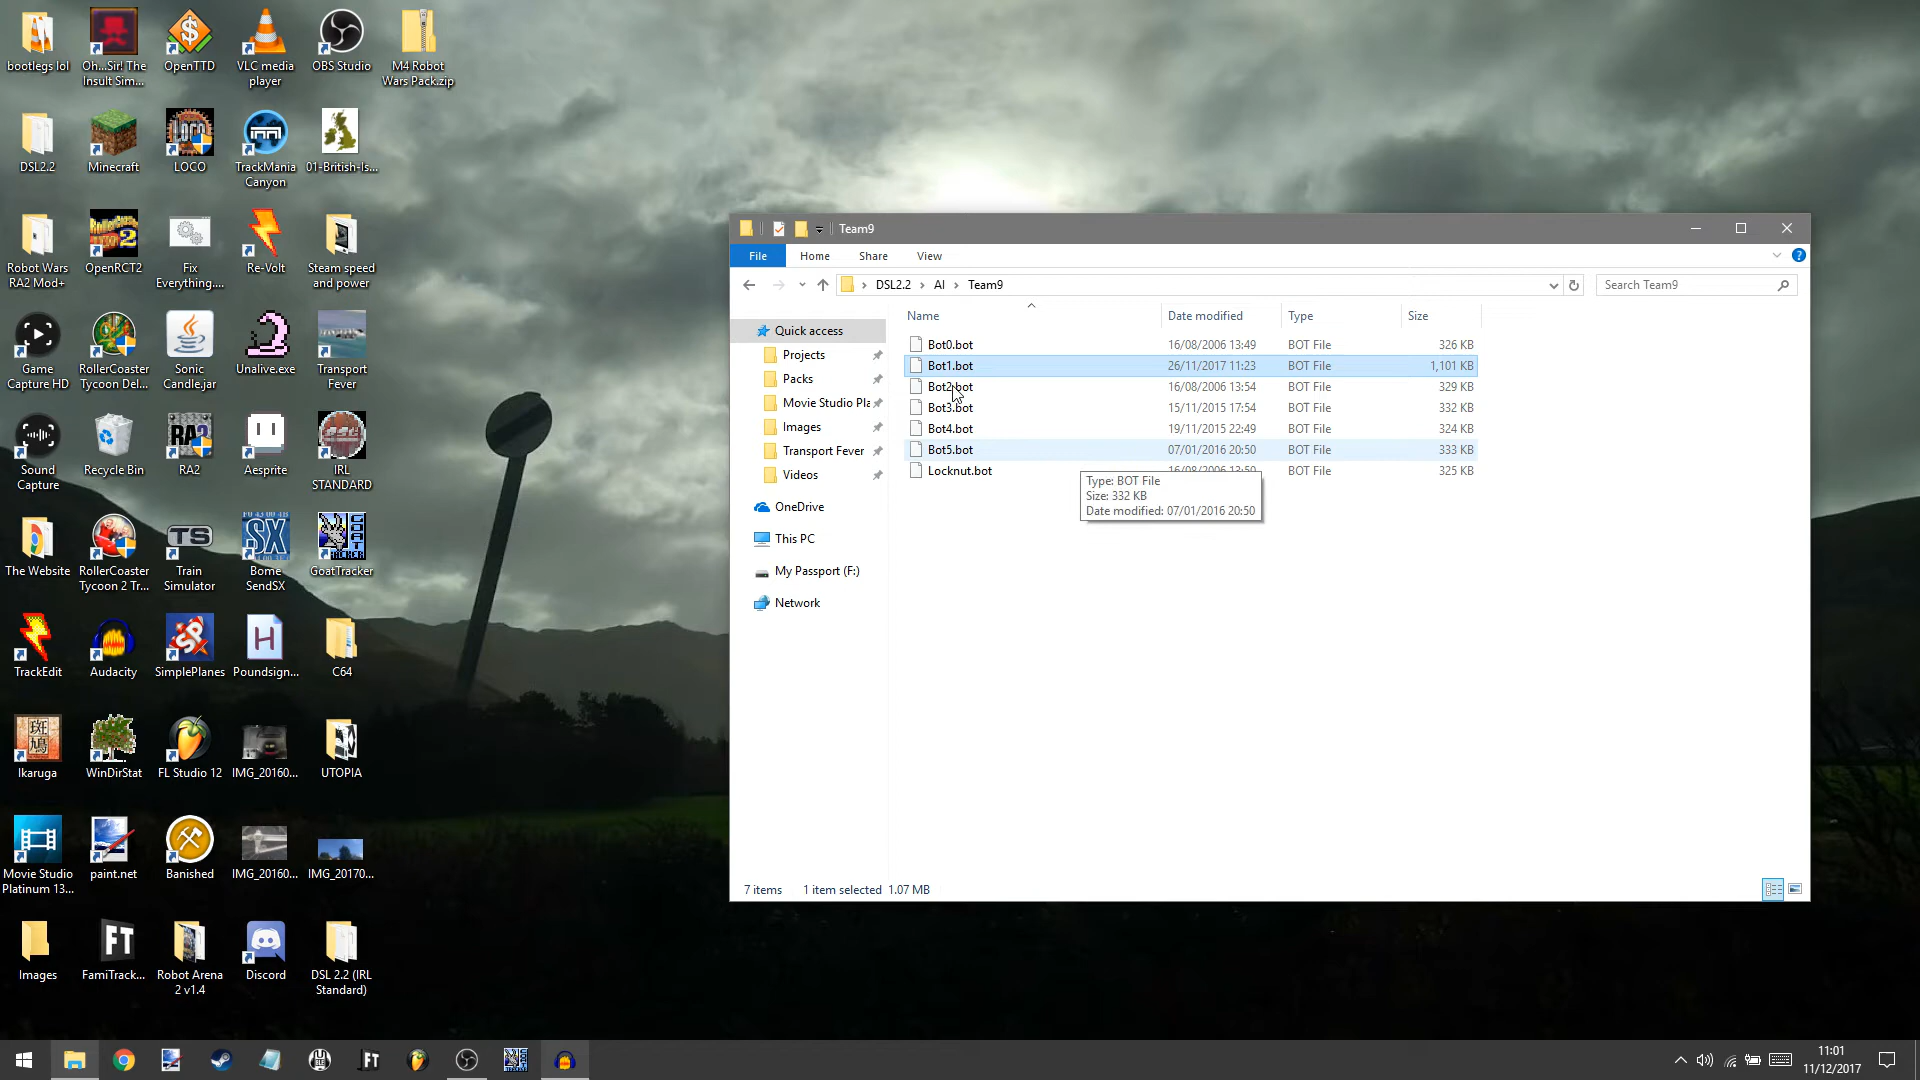 bootlegs lol
Oh...Sir! The
Insult Sim...
OpenTTD
VLC media
player
OBS Studio
M4 Robot
Wars Pack.zip
DSL2.2
Minecraft
LOCO
TrackMania
Canyon
01-British-Is...
Robot Wars
RA2 Mod+
OpenRCT2
Fix
Everything....
Re-Volt
Steam speed
and power
Game
Capture HD
RollerCoaster
Tycoon Del...
Sonic
Candle.jar
Unalive.exe
Transport
Fever
Sound
Capture
Recycle Bin
RA2
Aesprite
IRL
STANDARD
The Website
RollerCoaster
Tycoon 2 Tr...
Train
Simulator
Bome
SendSX
GoatTracker
TrackEdit
Audacity
SimplePlanes
Poundsign...
C64
Ikaruga
WinDirStat
FL Studio 12
IMG_20160...
UTOPIA
Movie Studio
Platinum 13...
paint.net
Banished
IMG_20160...
IMG_20170...
Images
FamiTrack...
Robot Arena
2 v1.4
Discord
DSL 2.2 (IRL
Standard)
Team9
File Home Share View
DSL2.2 › AI › Team9
Search Team9
Name Date modified Type Size
Quick access
Projects
Packs
Movie Studio Pla
Images
Transport Fever
Videos
OneDrive
This PC
My Passport (F:)
Network
Bot0.bot 16/08/2006 13:49 BOT File 326 KB
Bot1.bot 26/11/2017 11:23 BOT File 1,101 KB
Bot2.bot 16/08/2006 13:54 BOT File 329 KB
Bot3.bot 15/11/2015 17:54 BOT File 332 KB
Bot4.bot 19/11/2015 22:49 BOT File 324 KB
Bot5.bot 07/01/2016 20:50 BOT File 333 KB
Locknut.bot 16/08/2006 13:50 BOT File 325 KB
Type: BOT File
Size: 332 KB
Date modified: 07/01/2016 20:50
7 items 1 item selected 1.07 MB
11:01
11/12/2017